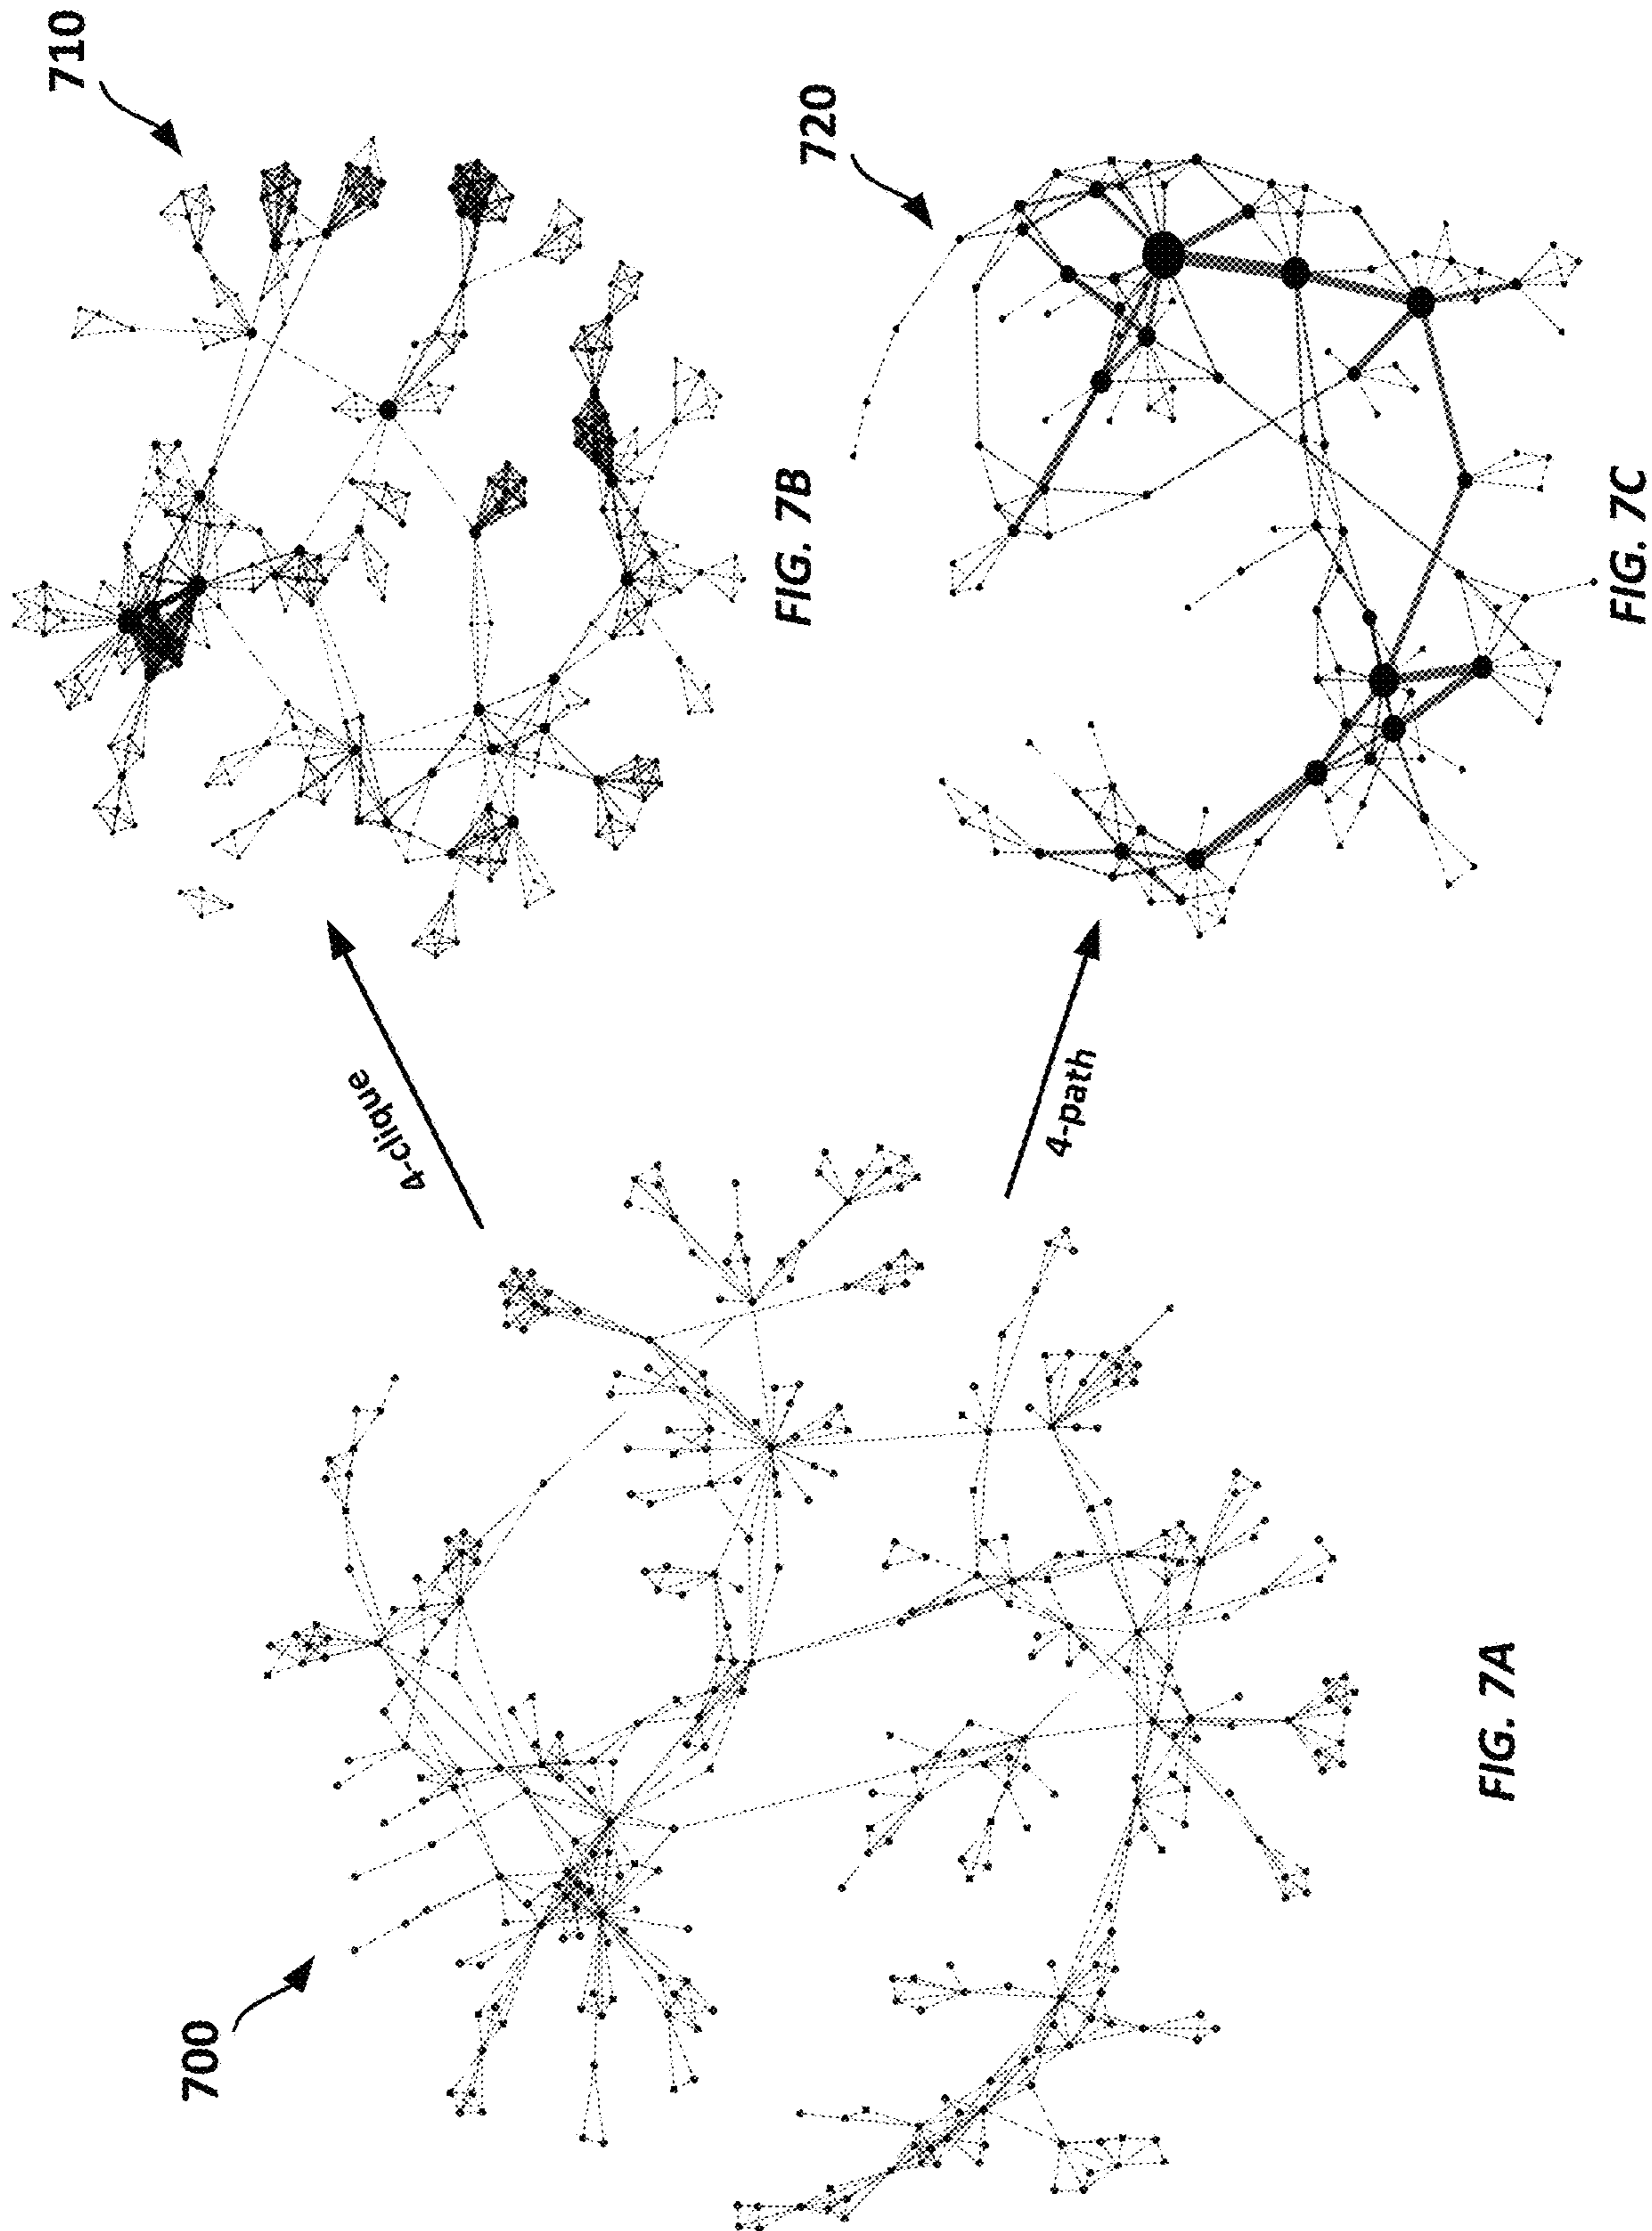 700
FIG. 7A
4-clique
4-path
710
FIG. 7B
720
FIG. 7C